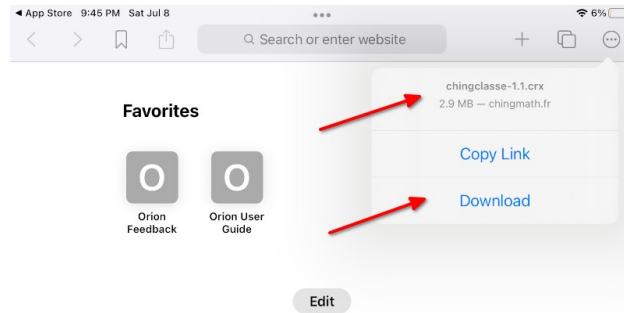 ◀ App Store 9:45 PM Sat Jul 8 6%
Search or enter website
chingclasse-1.1.crx
2.9 MB — chingmath.fr
Copy Link
Download
Favorites
O O
Orion Feedback
Orion User Guide
Edit